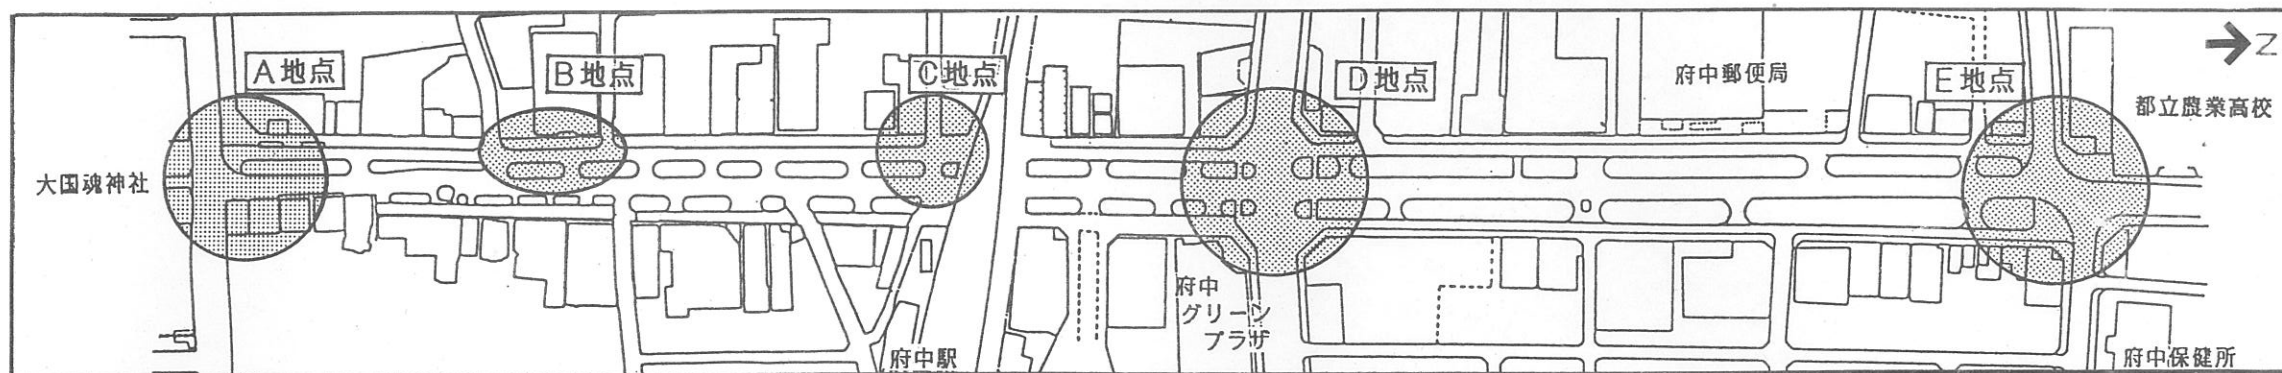 大国魂神社
A地点
B地点
C地点
府中駅
府中
グリーン
プラザ
D地点
府中郵便局
E地点
都立農業高校
府中保健所